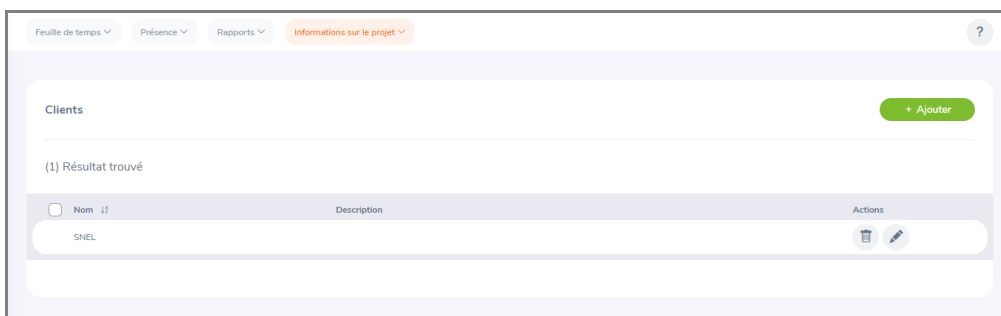 Feuille de temps Présence Rapports Informations sur le projet ?
Clients + Ajouter
(1) Résultat trouvé
Nom Description Actions
SNEL